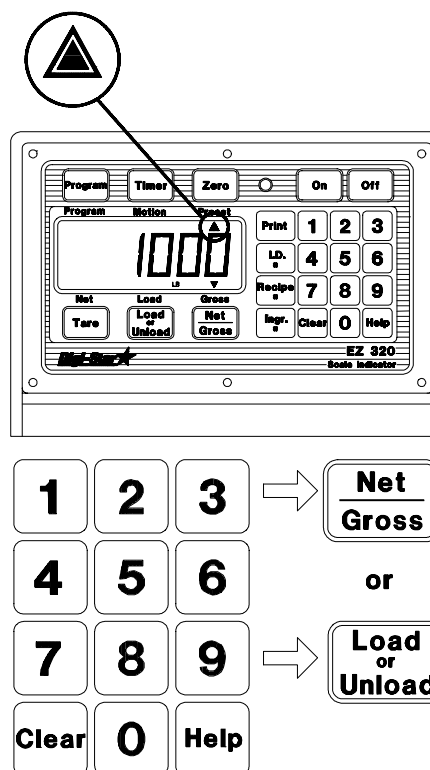 Program Timer Zero On Off
Program Motion Preset
1000
LB
Net Load Gross
Tare Load or Unload Net Gross
Print 1 2 3
I.D. # 4 5 6
Recipe # 7 8 9
Ingr. # Clear 0 Help
Digi-Star
EZ 320
Scale Indicator
1 2 3 Net
Gross
4 5 6 or
7 8 9 Load
or
Unload
Clear 0 Help